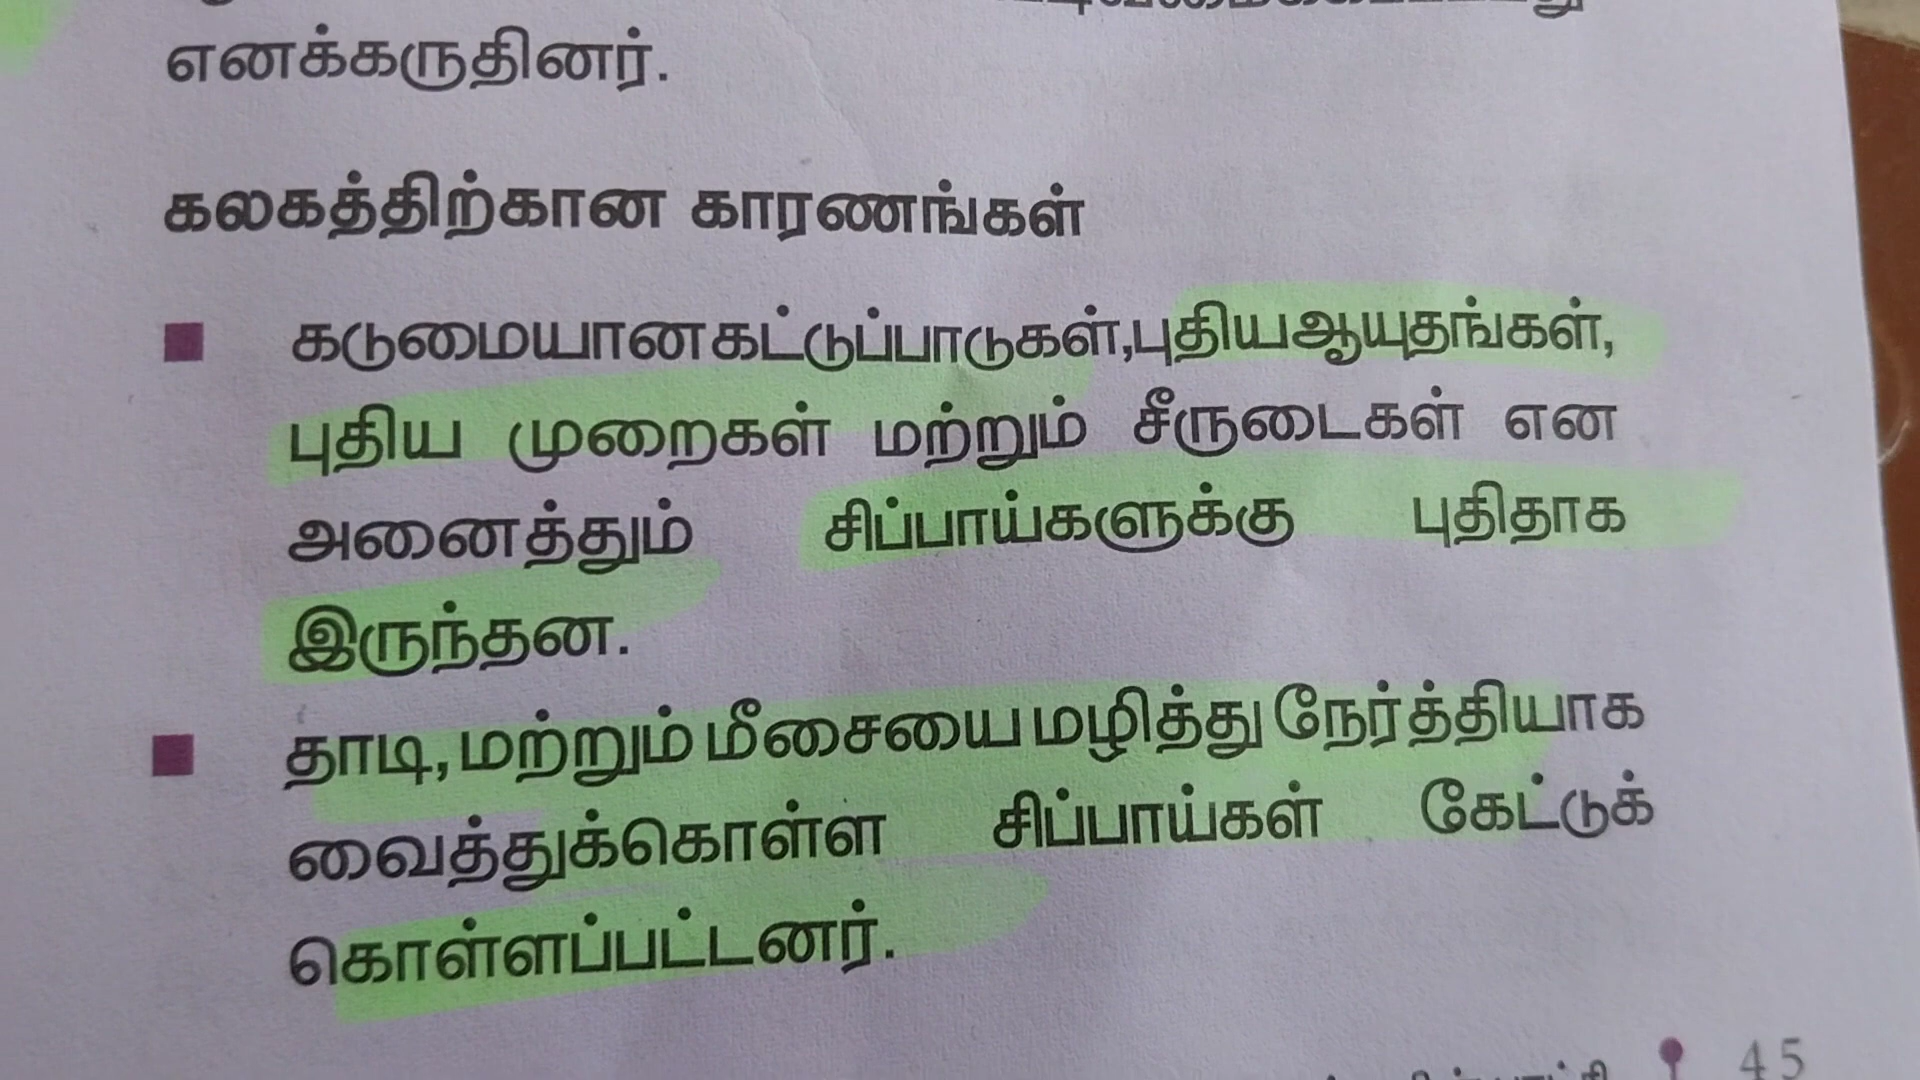 எனக்கருதினர்.
கலகத்திற்கான காரணங்கள்
■ கடுமையான கட்டுப்பாடுகள்,புதிய ஆயுதங்கள்,
புதிய முறைகள் மற்றும் சீருடைகள் என
அனைத்தும் சிப்பாய்களுக்கு புதிதாக
இருந்தன.
■ தாடி, மற்றும் மீசையை மழித்து நேர்த்தியாக
வைத்துக்கொள்ள சிப்பாய்கள் கேட்டுக்
கொள்ளப்பட்டனர்.
45